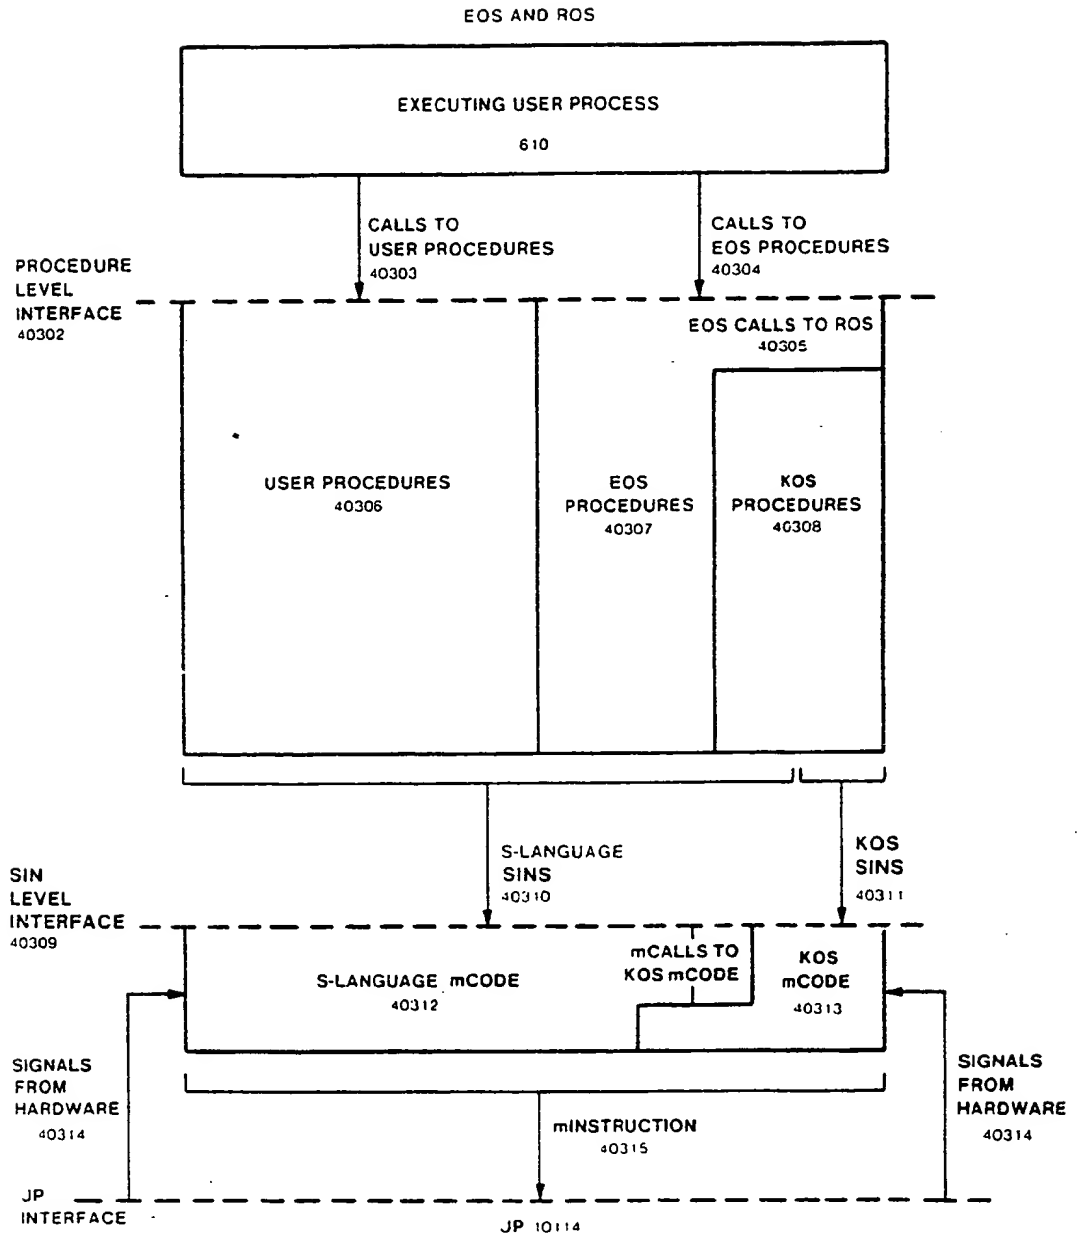 EOS AND ROS
EXECUTING USER PROCESS
610
CALLS TO
USER PROCEDURES
40303
CALLS TO
EOS PROCEDURES
40304
PROCEDURE
LEVEL
INTERFACE
40302
EOS CALLS TO ROS
40305
USER PROCEDURES
40306
EOS
PROCEDURES
40307
KOS
PROCEDURES
40308
S-LANGUAGE
SINS
40310
KOS
SINS
40311
SIN
LEVEL
INTERFACE
40309
S-LANGUAGE mCODE
40312
mCALLS TO
KOS mCODE
KOS
mCODE
40313
SIGNALS
FROM
HARDWARE
40314
mINSTRUCTION
40315
SIGNALS
FROM
HARDWARE
40314
JP
INTERFACE
JP 10114